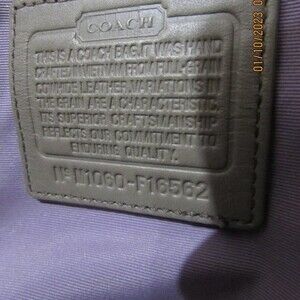 COACH
THIS IS A COACH BAG. IT WAS HAND
CRAFTED IN VIETNAM FROM FULL-GRAIN
COWHIDE LEATHER. VARIATIONS IN
THE GRAIN ARE A CHARACTERISTIC.
ITS SUPERIOR CRAFTSMANSHIP
REFLECTS OUR COMMITMENT TO
ENDURING QUALITY.
No M1060-F16562
01/10/2023